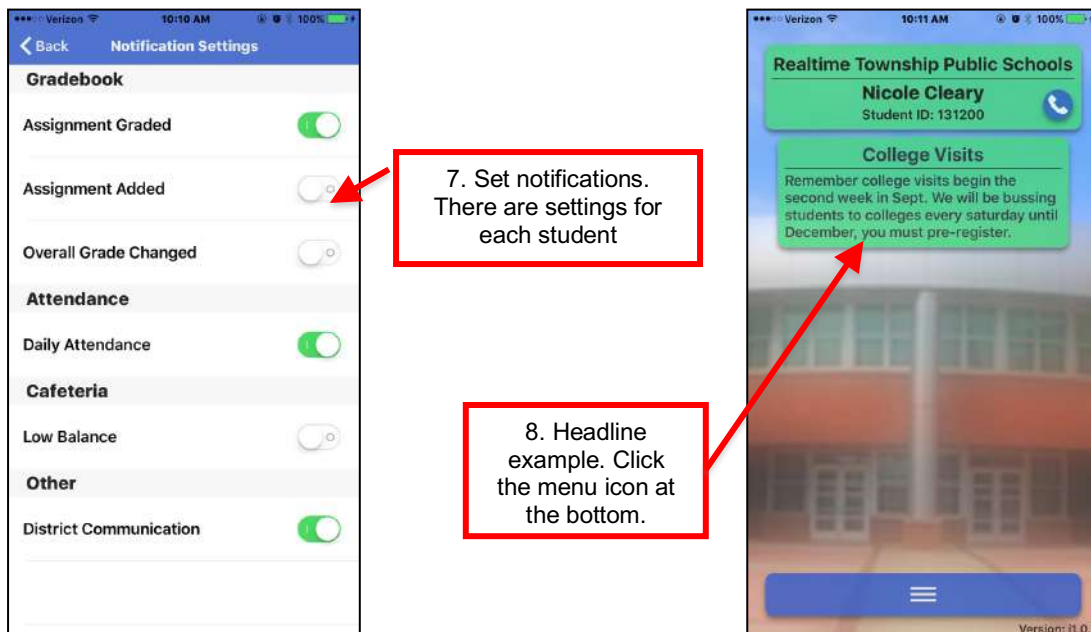 Verizon 10:10 AM 100%
Back Notification Settings
Gradebook
Assignment Graded
Assignment Added
Overall Grade Changed
Attendance
Daily Attendance
Cafeteria
Low Balance
Other
District Communication
7. Set notifications.
There are settings for
each student
8. Headline
example. Click
the menu icon at
the bottom.
Verizon 10:11 AM 100%
Realtime Township Public Schools
Nicole Cleary
Student ID: 131200
College Visits
Remember college visits begin the
second week in Sept. We will be bussing
students to colleges every saturday until
December, you must pre-register.
Version: i1.0